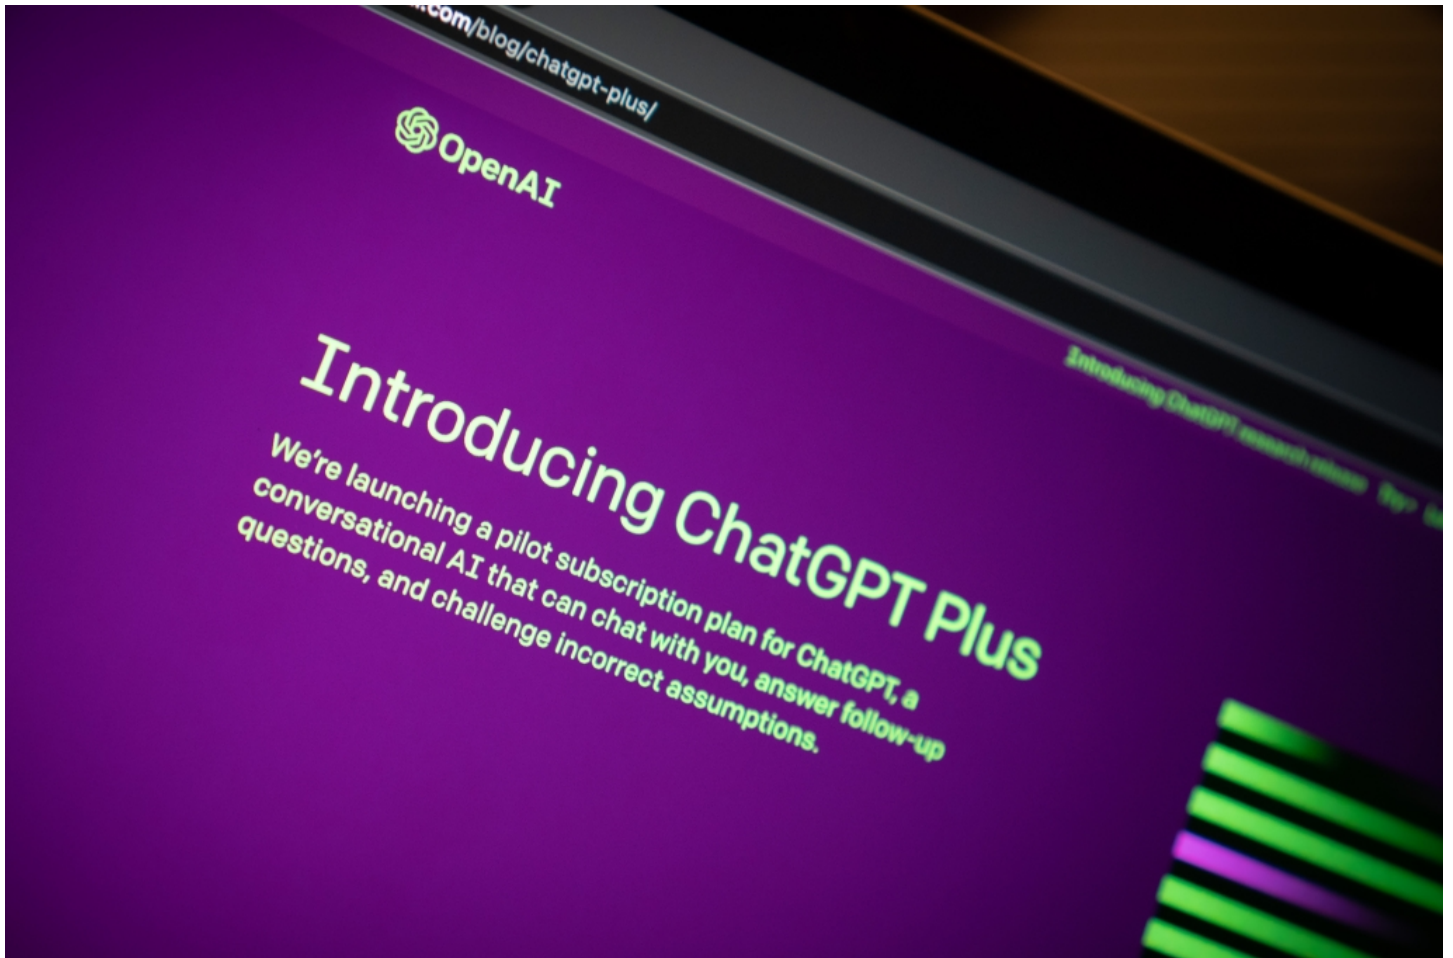 .com/blog/chatgpt-plus/
OpenAI
Introducing ChatGPT research release
Introducing ChatGPT Plus
We're launching a pilot subscription plan for ChatGPT, a
conversational AI that can chat with you, answer follow-up
questions, and challenge incorrect assumptions.